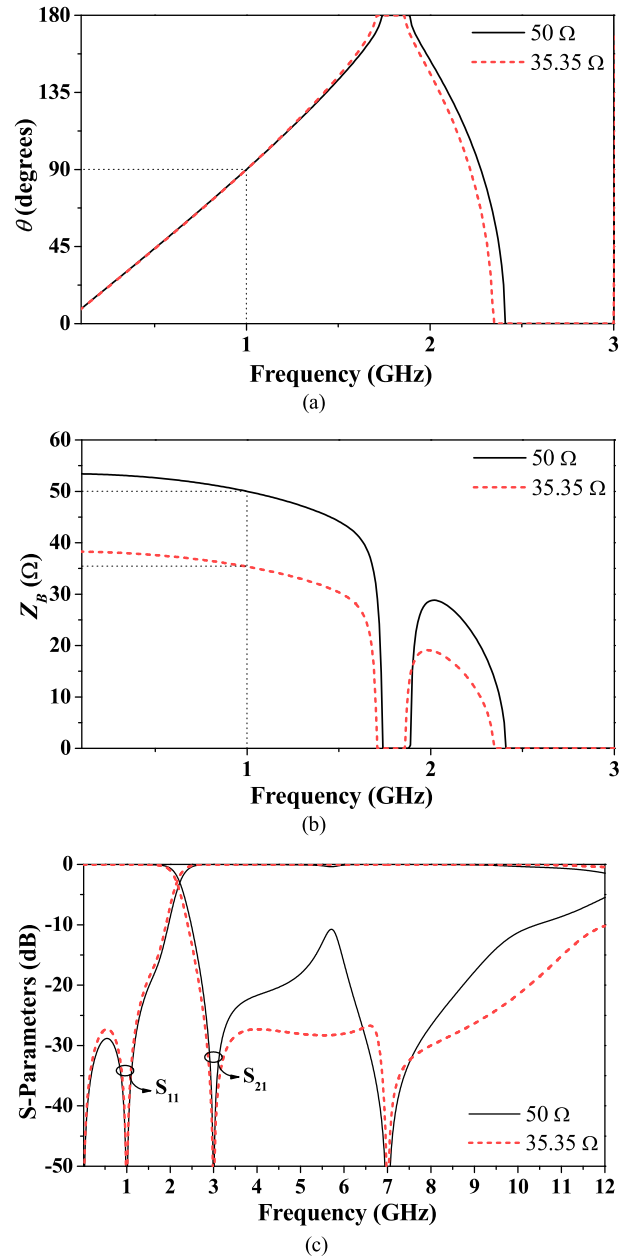 180
135
90
45
0
θ (degrees)
50 Ω
35.35 Ω
1
2
3
Frequency (GHz)
(a)
60
50
40
30
20
10
0
Z_B (Ω)
50 Ω
35.35 Ω
1
2
3
Frequency (GHz)
(b)
0
-10
-20
-30
-40
-50
S-Parameters (dB)
S11
S21
50 Ω
35.35 Ω
1 2 3 4 5 6 7 8 9 10 11 12
Frequency (GHz)
(c)